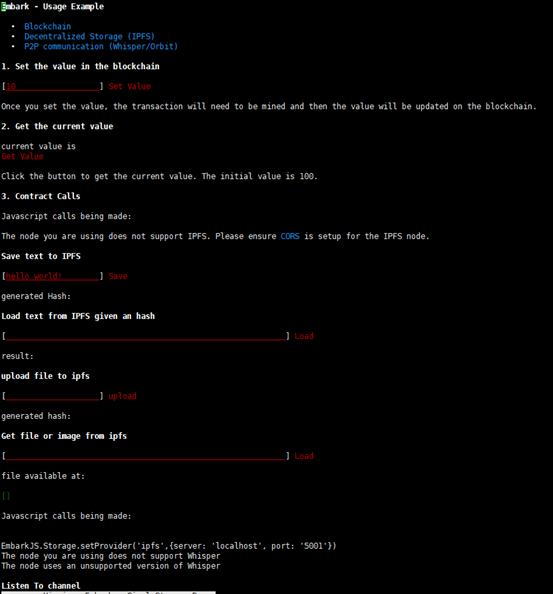 Embark - Usage Example
• Blockchain
• Decentralized Storage (IPFS)
• P2P communication (Whisper/Orbit)
1. Set the value in the blockchain
[10____________________] Set Value
Once you set the value, the transaction will need to be mined and then the value will be updated on the blockchain.
2. Get the current value
current value is
Get Value
Click the button to get the current value. The initial value is 100.
3. Contract Calls
Javascript calls being made:
The node you are using does not support IPFS. Please ensure CORS is setup for the IPFS node.
Save text to IPFS
[hello world!________] Save
generated Hash:
Load text from IPFS given an hash
[____________________________________________________________] Load
result:
upload file to ipfs
[____________________] upload
generated hash:
Get file or image from ipfs
[____________________________________________________________] Load
file available at:
[]
Javascript calls being made:
EmbarkJS.Storage.setProvider('ipfs',{server: 'localhost', port: '5001'})
The node you are using does not support Whisper
The node uses an unsupported version of Whisper
Listen To channel